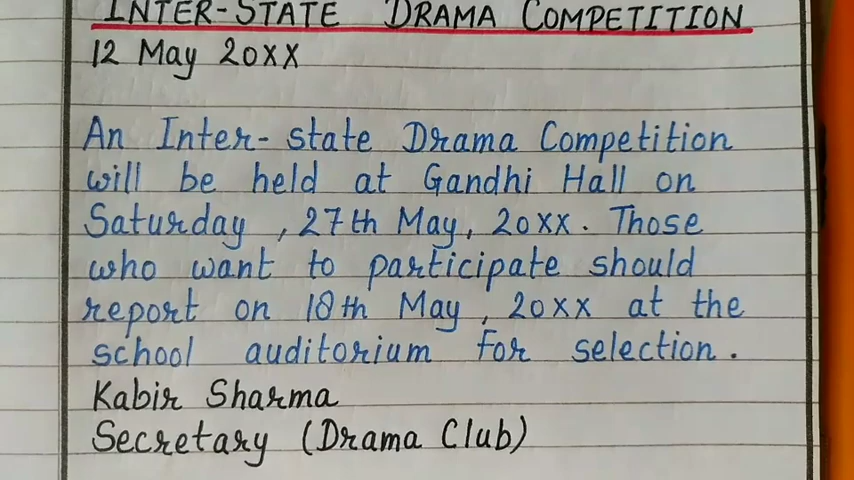 INTER-STATE DRAMA COMPETITION
12 May 20XX
An Inter-state Drama Competition
will be held at Gandhi Hall on
Saturday , 27th May, 20XX. Those
who want to participate should
report on 18th May, 20XX at the
school auditorium for selection.
Kabir Sharma
Secretary (Drama Club)